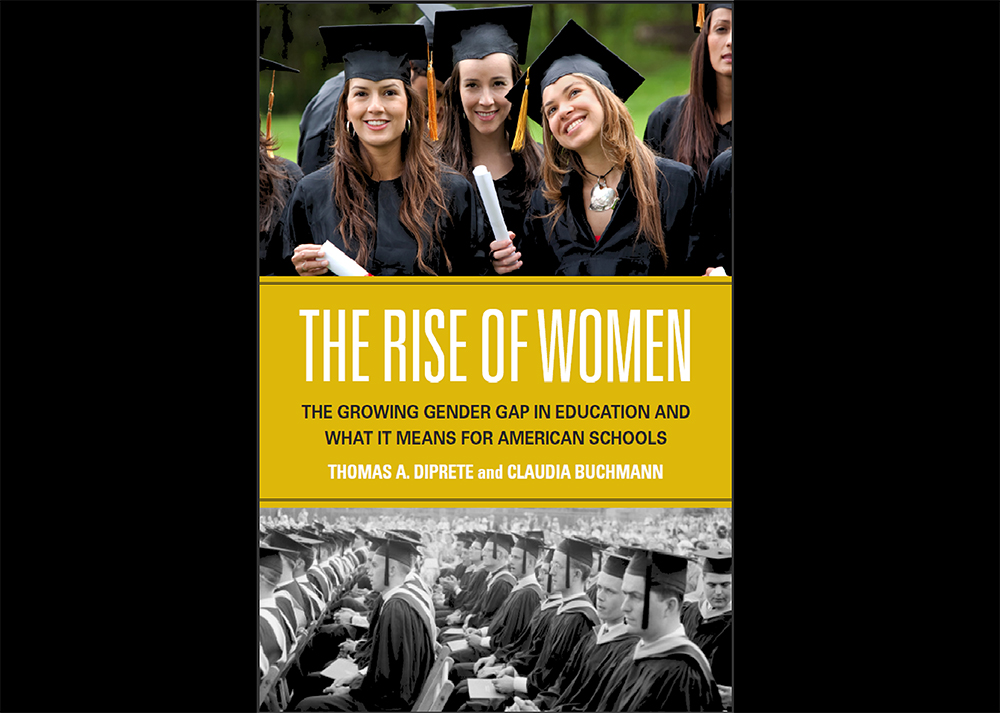 THE RISE OF WOMEN
THE GROWING GENDER GAP IN EDUCATION AND
WHAT IT MEANS FOR AMERICAN SCHOOLS
THOMAS A. DIPRETE and CLAUDIA BUCHMANN